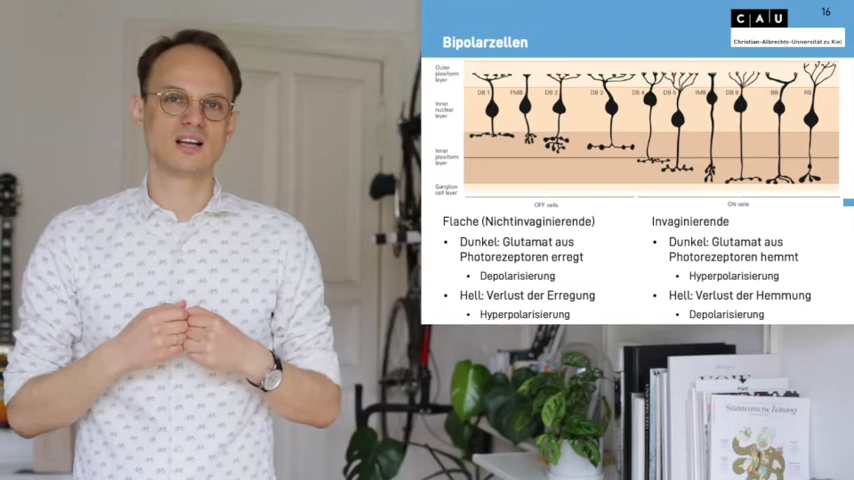 16
CAU
Christian-Albrechts-Universität zu Kiel
Bipolarzellen
Outer
plexiform
layer
DB 1
FMB
DB 2
DB 3
DB 4
DB 5
IMB
DB 6
BB
RB
Inner
nuclear
layer
Inner
plexiform
layer
Ganglion
cell layer
OFF cells
ON cells
Flache (Nichtinvaginierende)
• Dunkel: Glutamat aus
Photorezeptoren erregt
• Depolarisierung
• Hell: Verlust der Erregung
• Hyperpolarisierung
Invaginierende
• Dunkel: Glutamat aus
Photorezeptoren hemmt
• Hyperpolarisierung
• Hell: Verlust der Hemmung
• Depolarisierung
Süddeutsche Zeitung